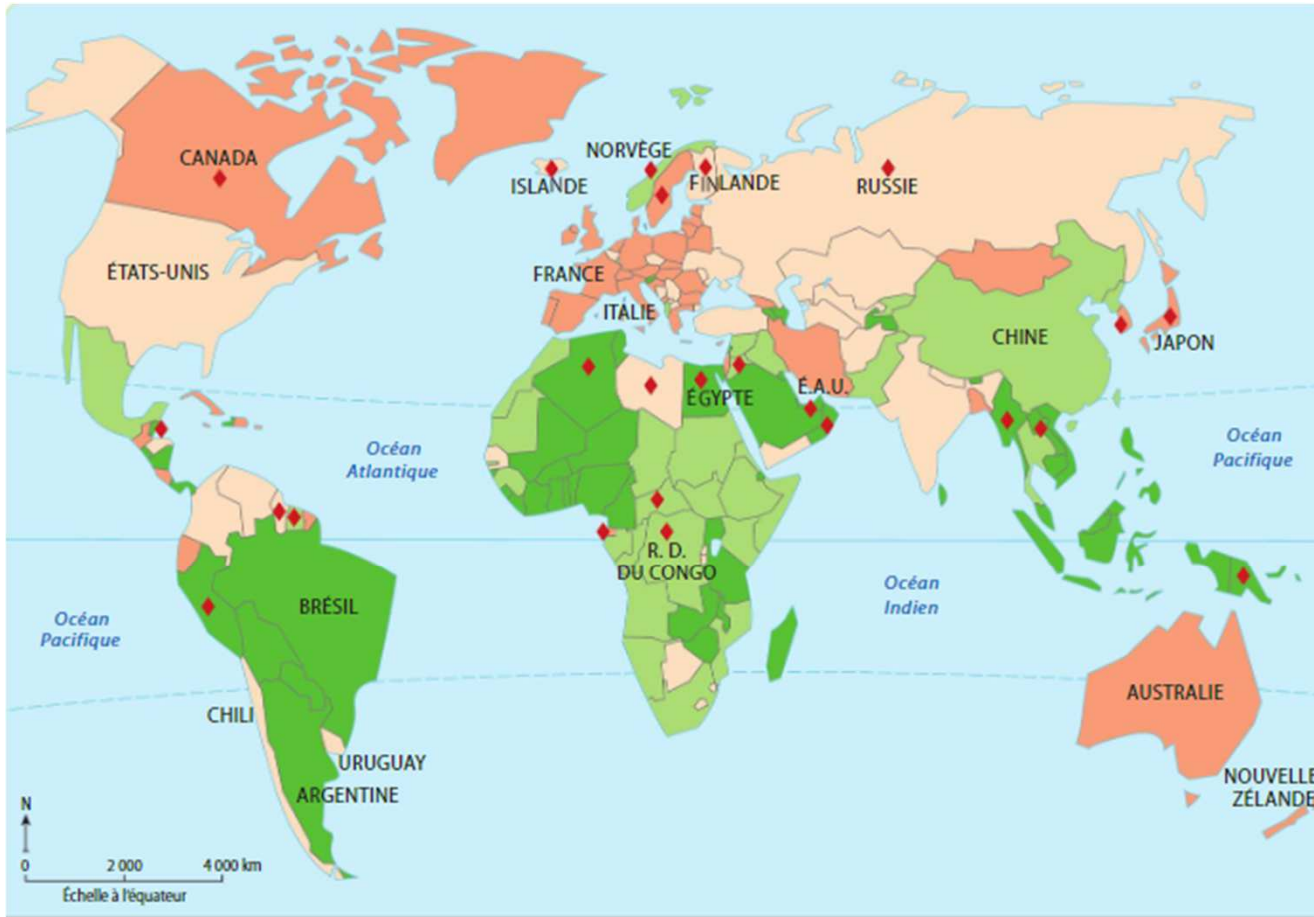 CANADA
NORVÈGE
ISLANDE
FINLANDE
RUSSIE
ÉTATS-UNIS
FRANCE
ITALIE
CHINE
JAPON
ÉGYPTE
É.A.U.
Océan
Atlantique
Océan
Pacifique
R. D.
DU CONGO
Océan
Indien
BRÉSIL
Océan
Pacifique
AUSTRALIE
CHILI
URUGUAY
ARGENTINE
NOUVELLE
ZÉLANDE
N
0 2 000 4 000 km
Échelle à l'équateur